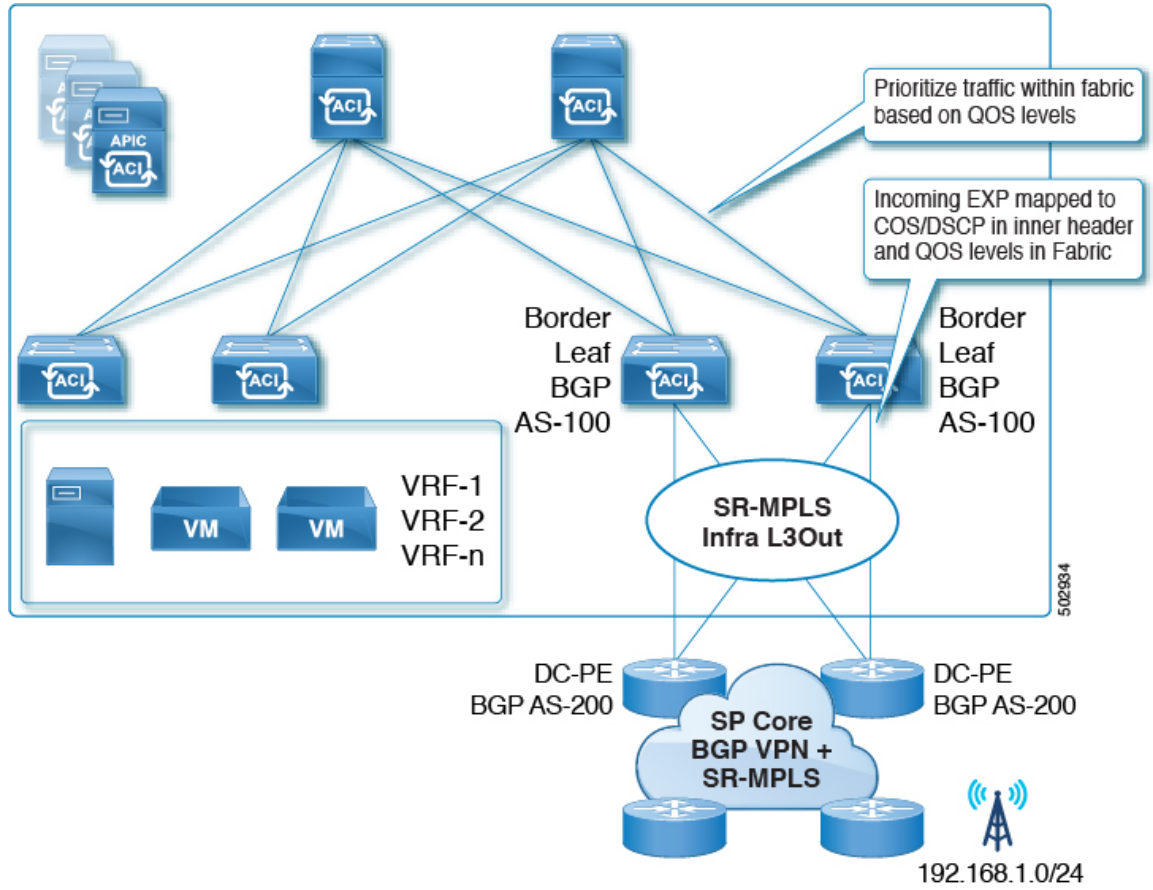 ACI
ACI
APIC
ACI
Prioritize traffic within fabric
based on QOS levels
Incoming EXP mapped to
COS/DSCP in inner header
and QOS levels in Fabric
ACI
ACI
Border
Leaf
BGP
AS-100
ACI
ACI
Border
Leaf
BGP
AS-100
VM
VM
VRF-1
VRF-2
VRF-n
SR-MPLS
Infra L3Out
502934
DC-PE
BGP AS-200
DC-PE
BGP AS-200
SP Core
BGP VPN +
SR-MPLS
192.168.1.0/24